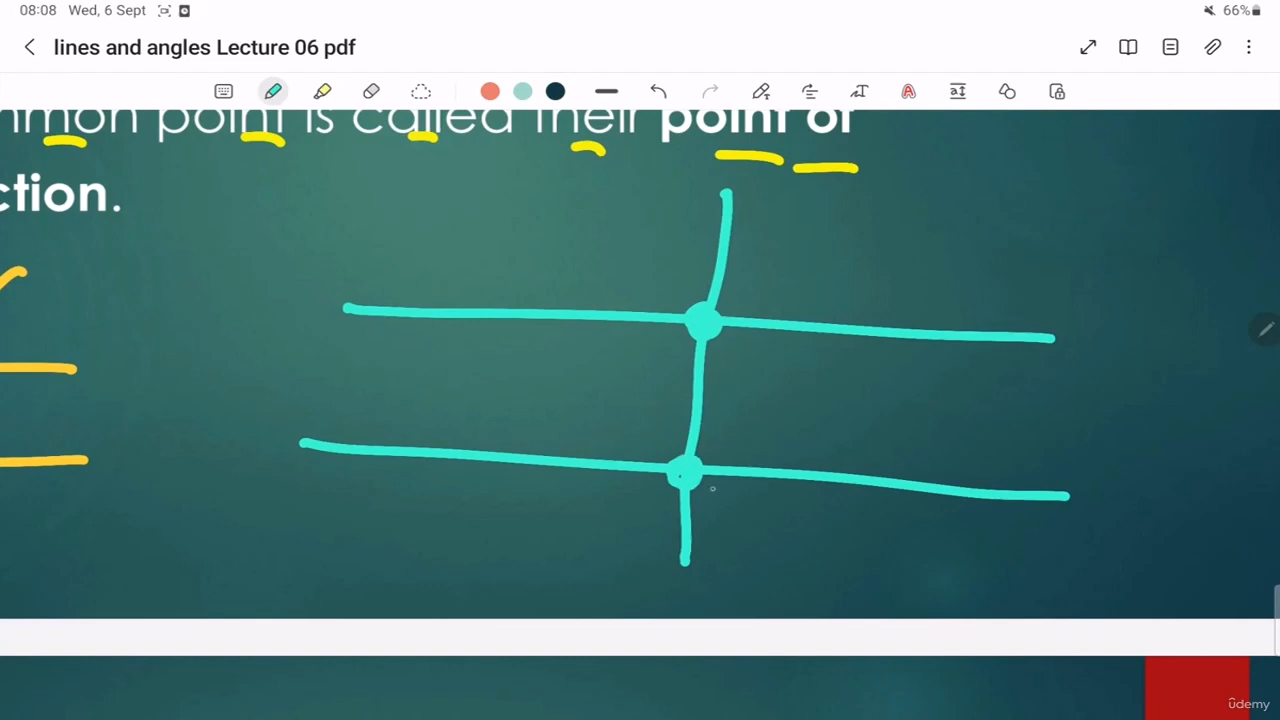 08:08 Wed, 6 Sept 66%
lines and angles Lecture 06 pdf
mmon point is called their point of
ction.
ûdemy